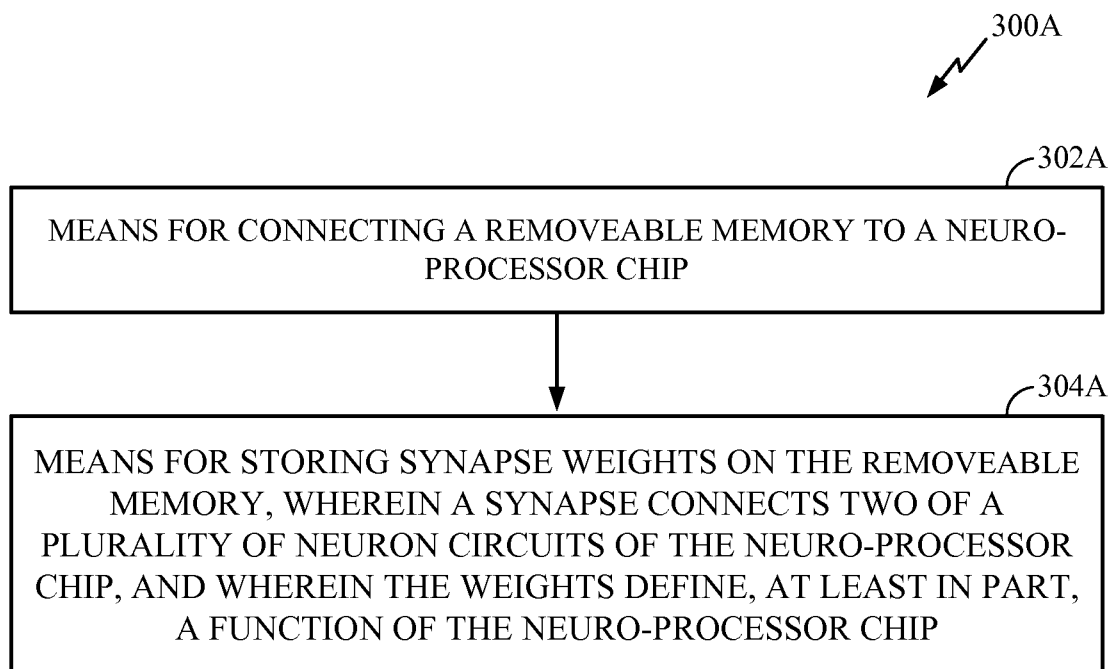 300A
302A
MEANS FOR CONNECTING A REMOVEABLE MEMORY TO A NEURO-
PROCESSOR CHIP
304A
MEANS FOR STORING SYNAPSE WEIGHTS ON THE REMOVEABLE
MEMORY, WHEREIN A SYNAPSE CONNECTS TWO OF A
PLURALITY OF NEURON CIRCUITS OF THE NEURO-PROCESSOR
CHIP, AND WHEREIN THE WEIGHTS DEFINE, AT LEAST IN PART,
A FUNCTION OF THE NEURO-PROCESSOR CHIP